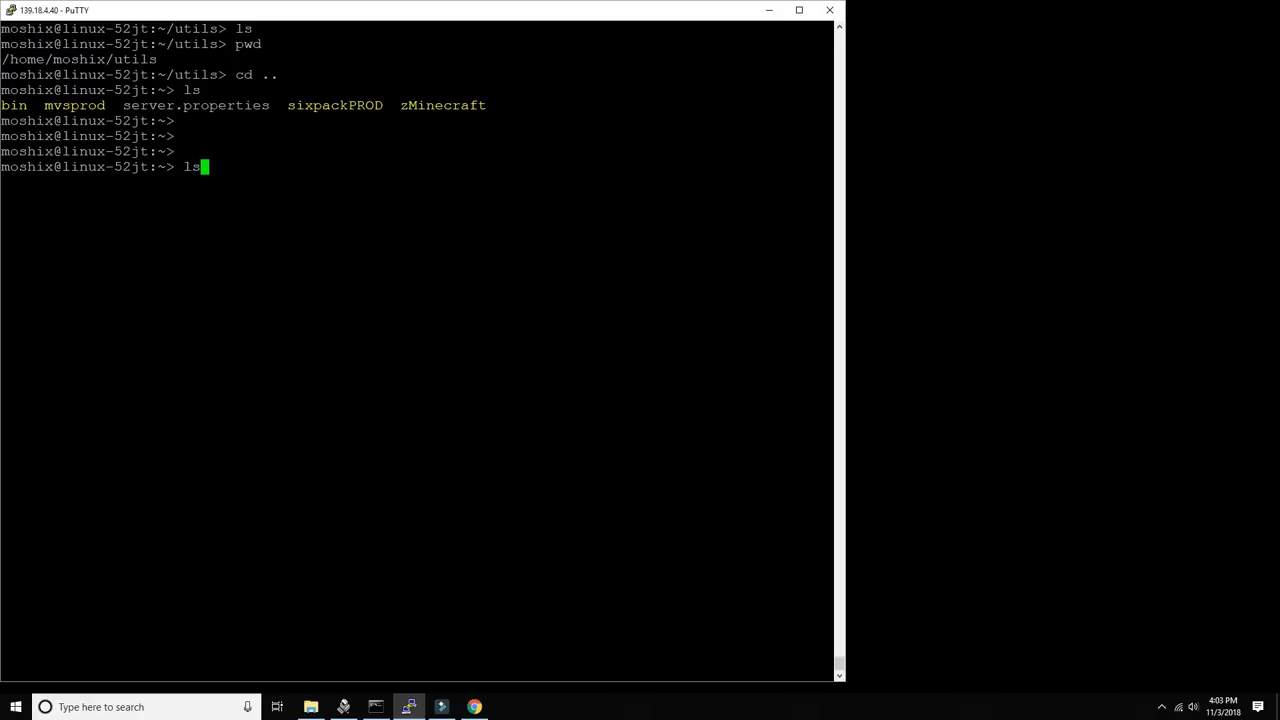 139.18.4.40 - PuTTY
moshix@linux-52jt:~/utils> ls
moshix@linux-52jt:~/utils> pwd
/home/moshix/utils
moshix@linux-52jt:~/utils> cd ..
moshix@linux-52jt:~> ls
bin  mvsprod  server.properties  sixpackPROD  zMinecraft
moshix@linux-52jt:~>
moshix@linux-52jt:~>
moshix@linux-52jt:~>
moshix@linux-52jt:~> ls
Type here to search
4:03 PM
11/3/2018